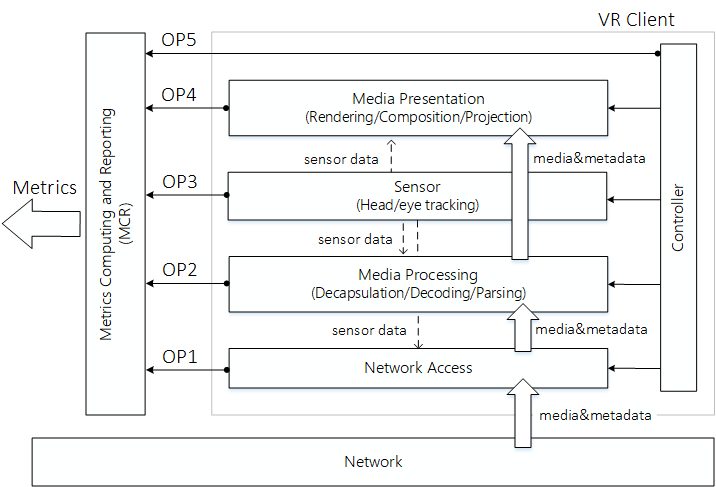 VR Client
OP5
OP4
Media Presentation
(Rendering/Composition/Projection)
sensor data
media&metadata
Metrics
OP3
Sensor
(Head/eye tracking)
sensor data
Metrics Computing and Reporting
(MCR)
Controller
OP2
Media Processing
(Decapsulation/Decoding/Parsing)
sensor data
media&metadata
OP1
Network Access
media&metadata
Network